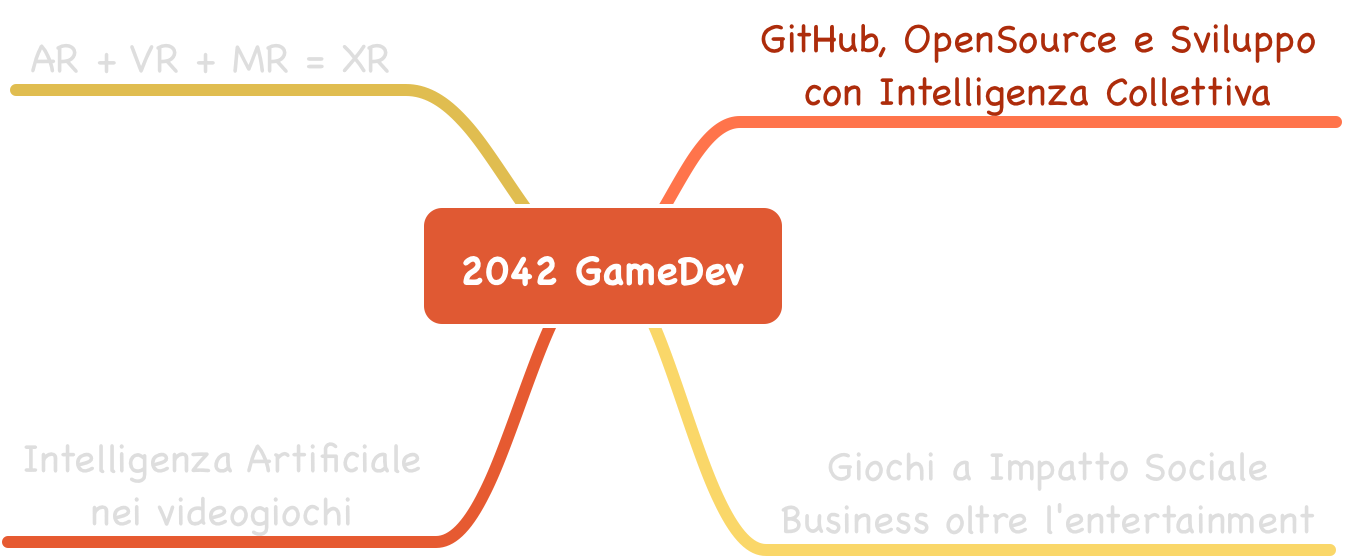 AR + VR + MR = XR
GitHub, OpenSource e Sviluppo
con Intelligenza Collettiva
2042 GameDev
Intelligenza Artificiale
nei videogiochi
Giochi a Impatto Sociale
Business oltre l'entertainment